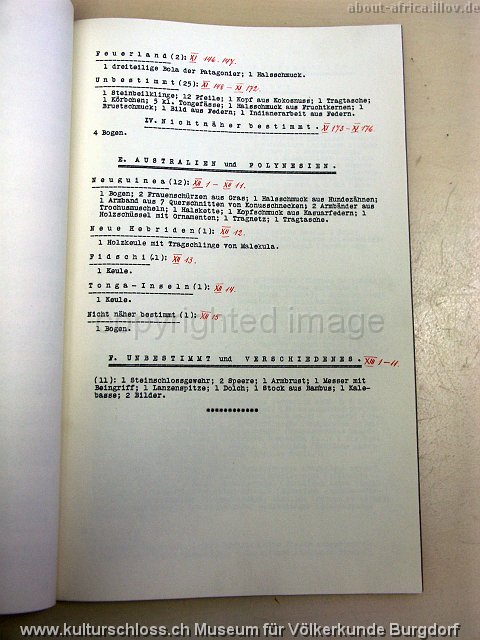 about-africa.illov.de
Feuerland(2): XI 146.147.
1 dreiteilige Bola der Patagonier; 1 Halsschmuck.
Unbestimmt(25): XI 148 - XI 172.
1 Steinbeilklinge; 12 Pfeile; 1 Kopf aus Kokosnuss; 1 Tragtasche;
1 Körbchen; 5 kl. Tongefässe; 1 Halsschmuck aus Fruchtkernen; 1
Brustschmuck; 1 Bild aus Federn; 1 Indianerarbeit aus Federn.
IV. Nicht näher bestimmt. XI 173 - XI 176.
4 Bogen.
E. AUSTRALIEN und POLYNESIEN.
Neuguinea(12): XII 1 - XII 11.
1 Bogen; 2 Frauenschürzen aus Gras; 1 Halsschmuck aus Hundezähnen;
1 Armband aus 7 Querschnitten von Konusschnecken; 2 Armbänder aus
Trochusmuscheln; 1 Halskette; 1 Kopfschmuck aus Kasuarfedern; 1
Holzschüssel mit Ornamenten; 1 Tragnetz; 1 Tragtasche.
Neue Hebriden(1): XII 12.
1 Holzkeule mit Tragschlinge von Malekula.
Fidschi(1): XII 13.
1 Keule.
Tonga-Inseln(1): XII 14.
1 Keule.
Nicht näher bestimmt(1): XII 15
1 Bogen.
copyrighted image
F. UNBESTIMMT und VERSCHIEDENES. XIII 1-11.
(11): 1 Steinschlossgewehr; 2 Speere; 1 Armbrust; 1 Messer mit
Beingriff; 1 Lanzenspitze; 1 Dolch; 1 Stock aus Bambus; 1 Kale-
basse; 2 Bilder.
www.kulturschloss.ch Museum für Völkerkunde Burgdorf